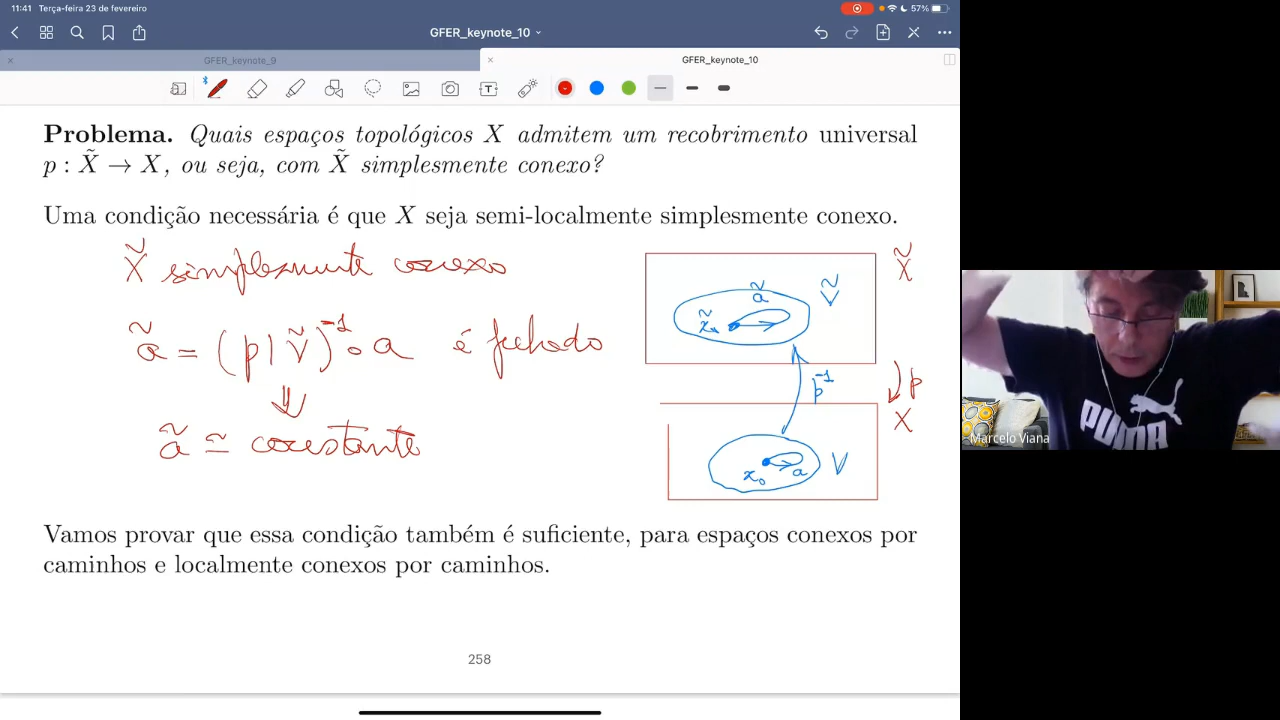 11:41 Terça-feira 23 de fevereiro
57%
GFER_keynote_10
GFER_keynote_9
GFER_keynote_10
Problema. Quais espaços topológicos X admitem um recobrimento universal
p : X̃ → X, ou seja, com X̃ simplesmente conexo?
Uma condição necessária é que X seja semi-localmente simplesmente conexo.
X̃ simplesmente conexo
ã = (p|Ṽ)⁻¹ ∘ a é fechado
⇓
ã ≃ constante
X̃
Ṽ
ã
x̃₀
p⁻¹
p
X
V
x₀
a
PUMA
Marcelo Viana
Vamos provar que essa condição também é suficiente, para espaços conexos por
caminhos e localmente conexos por caminhos.
258